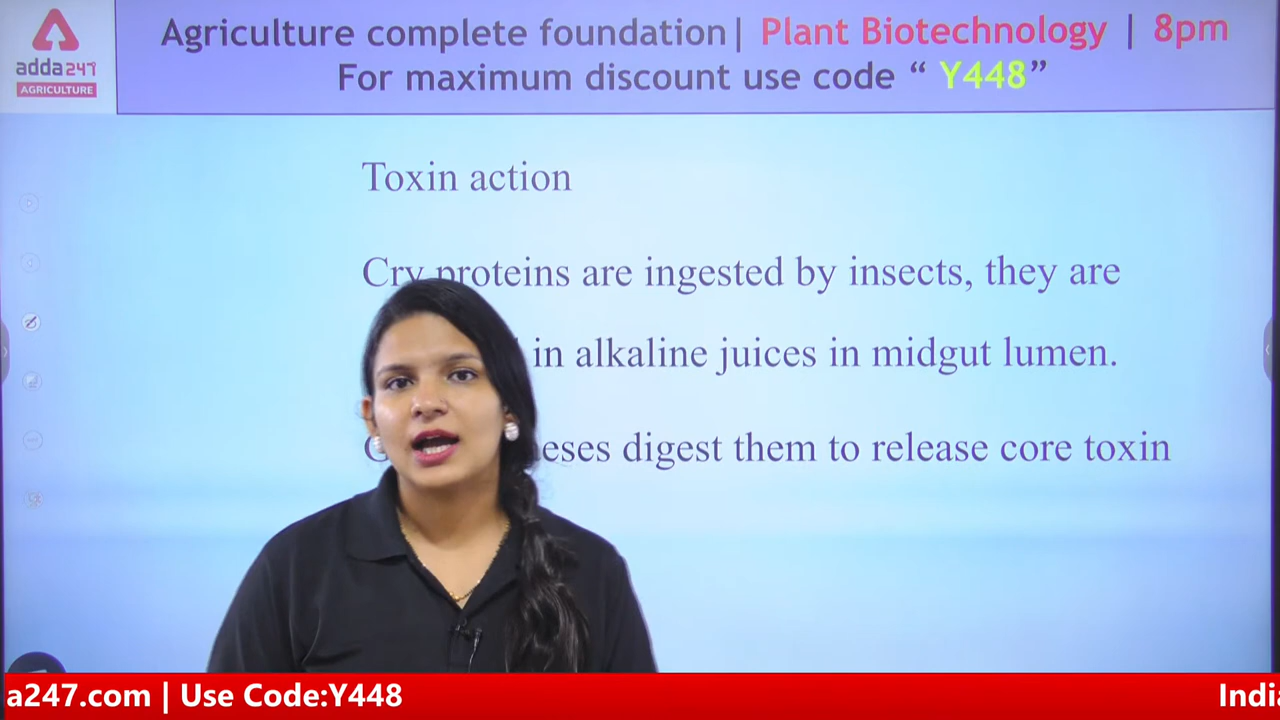 adda247
AGRICULTURE
Agriculture complete foundation| Plant Biotechnology | 8pm
For maximum discount use code “ Y448”
Toxin action
Cry proteins are ingested by insects, they are
in alkaline juices in midgut lumen.
digest them to release core toxin
a247.com | Use Code:Y448